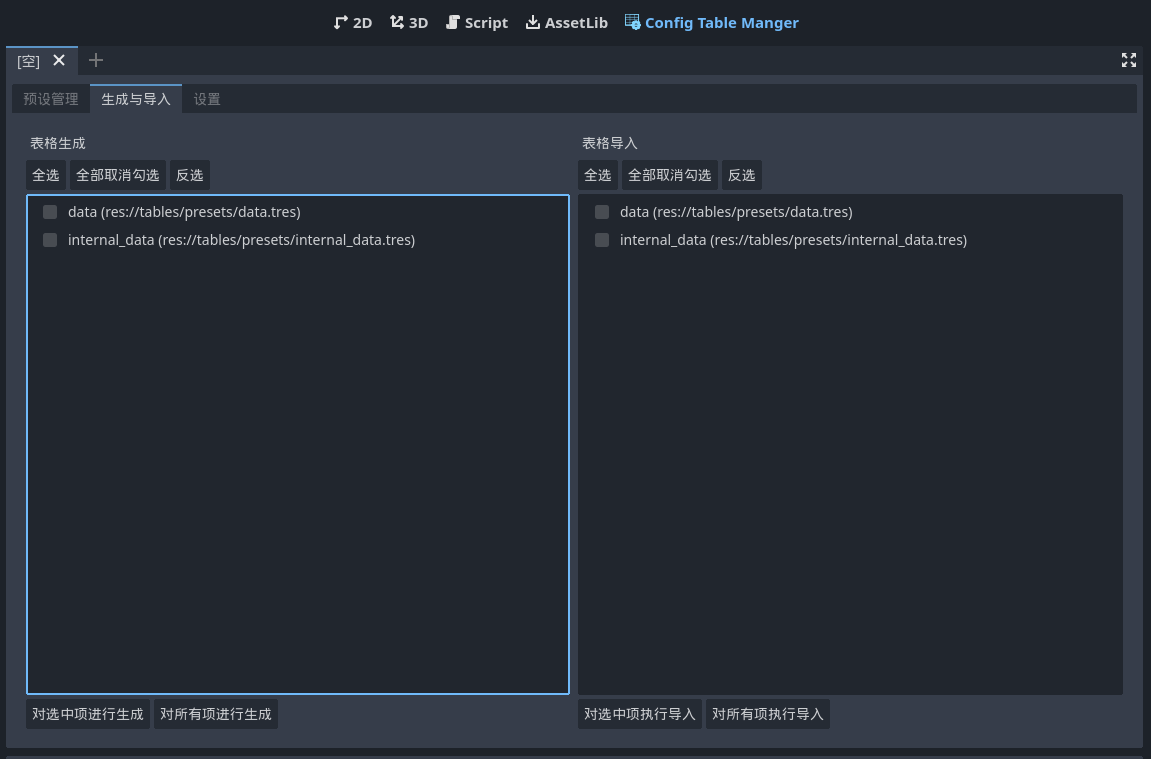 2D 3D Script AssetLib Config Table Manger
[空]
预设管理 生成与导入 设置
表格生成
全选 全部取消勾选 反选
data (res://tables/presets/data.tres)
internal_data (res://tables/presets/internal_data.tres)
对选中项进行生成 对所有项进行生成
表格导入
全选 全部取消勾选 反选
data (res://tables/presets/data.tres)
internal_data (res://tables/presets/internal_data.tres)
对选中项执行导入 对所有项执行导入